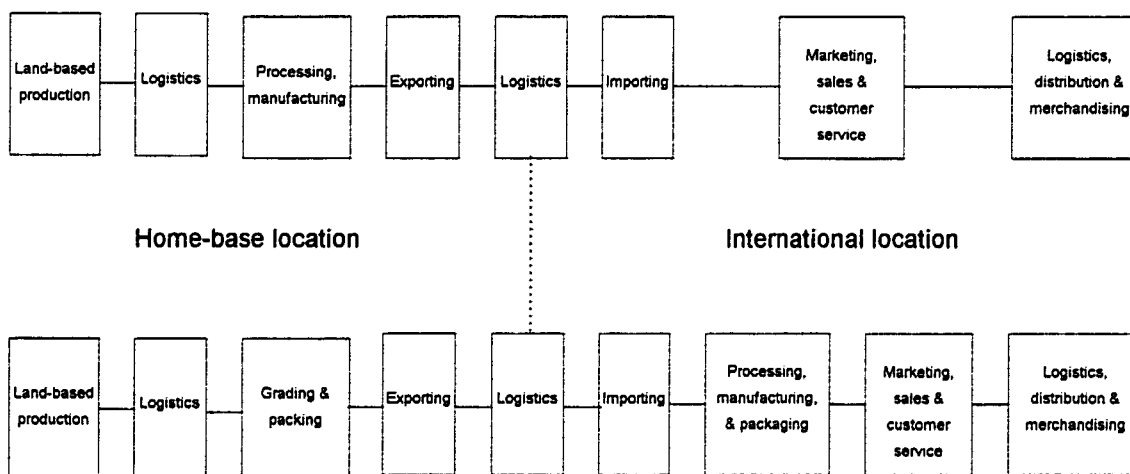 Land-based
production
Logistics
Processing,
manufacturing
Exporting
Logistics
Importing
Marketing,
sales &
customer
service
Logistics,
distribution &
merchandising
Home-base location
International location
Land-based
production
Logistics
Grading &
packing
Exporting
Logistics
Importing
Processing,
manufacturing,
& packaging
Marketing,
sales &
customer
service
Logistics,
distribution &
merchandising